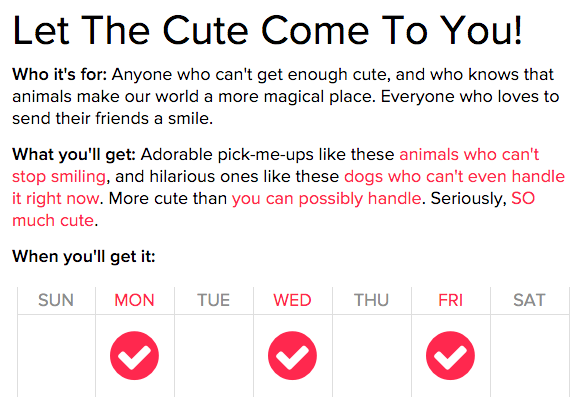 Let The Cute Come To You!
Who it's for: Anyone who can't get enough cute, and who knows that
animals make our world a more magical place. Everyone who loves to
send their friends a smile.
What you'll get: Adorable pick-me-ups like these animals who can't
stop smiling, and hilarious ones like these dogs who can't even handle
it right now. More cute than you can possibly handle. Seriously, SO
much cute.
When you'll get it:
SUN MON TUE WED THU FRI SAT